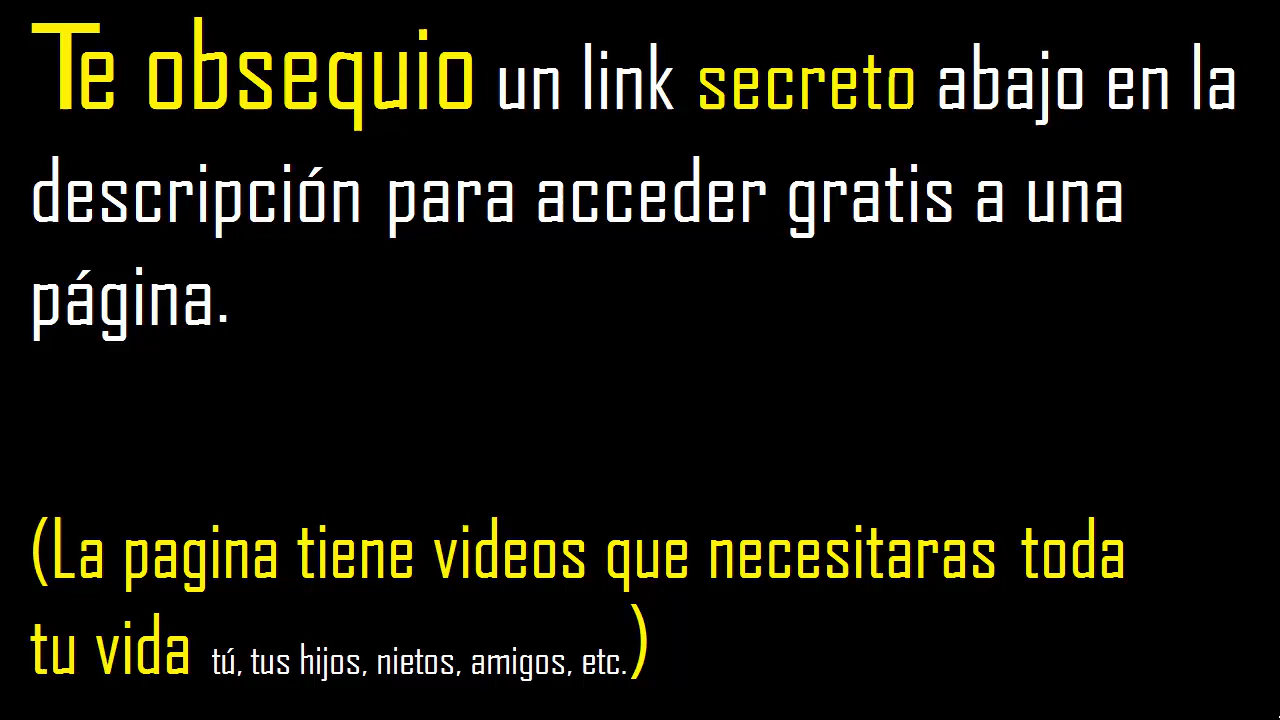 Te obsequio un link secreto abajo en la
descripción para acceder gratis a una
página.
(La pagina tiene videos que necesitaras toda
tu vida tú, tus hijos, nietos, amigos, etc.)